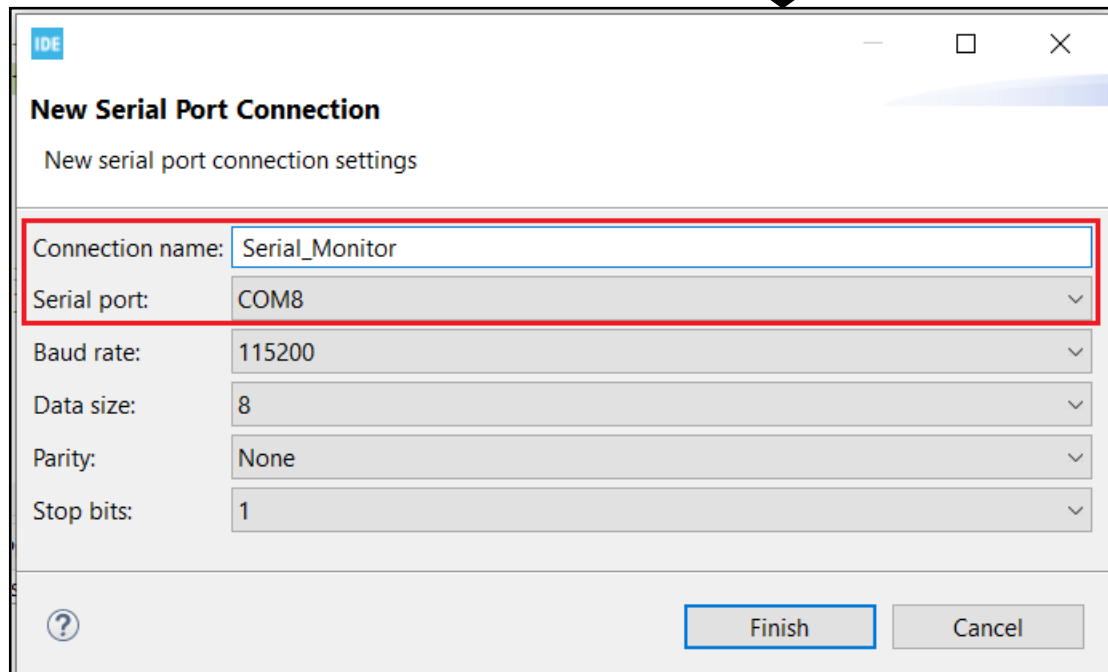 IDE
New Serial Port Connection
New serial port connection settings
Connection name: Serial_Monitor
Serial port: COM8
Baud rate: 115200
Data size: 8
Parity: None
Stop bits: 1
? Finish Cancel